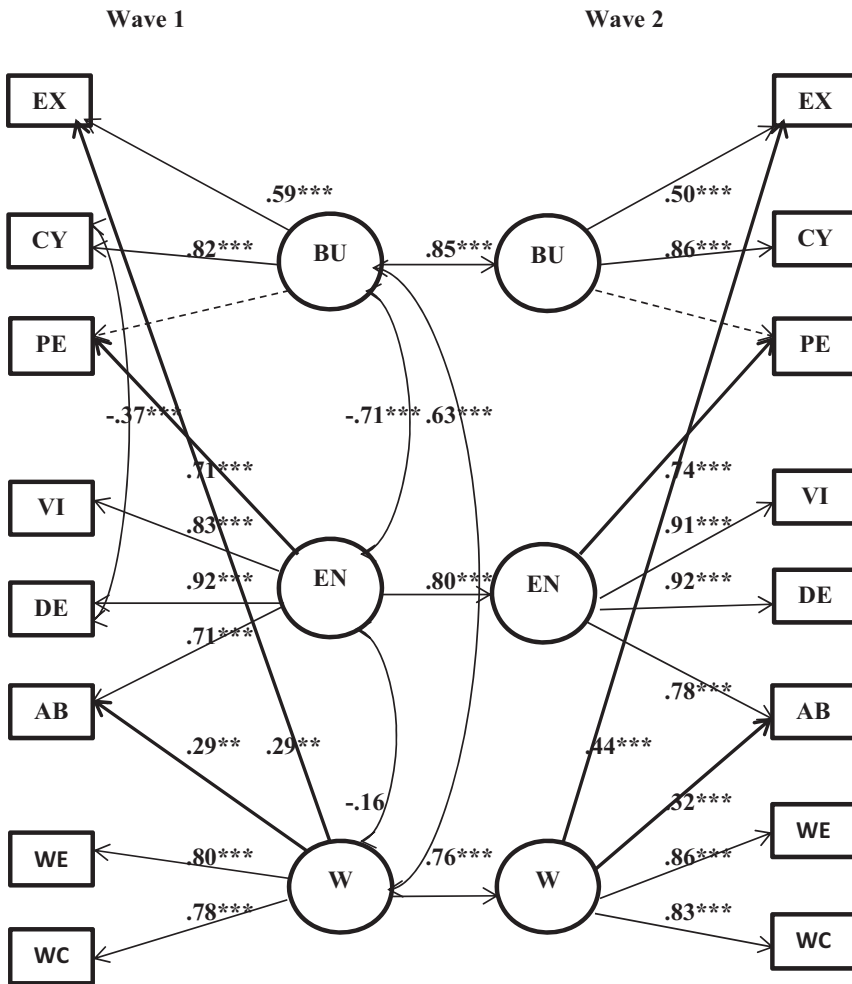 Wave 1 Wave 2
EX EX
.59*** .50***
CY .82*** BU .85*** BU .86*** CY
PE PE
-.37*** -.71*** .63***
.71*** .74***
VI .83*** .91*** VI
EN .80*** EN
DE .92*** .92*** DE
.71***
.78***
AB AB
.29** .29** .44***
-.16 .32***
WE .80*** W .76*** W .86*** WE
.78*** .83***
WC WC